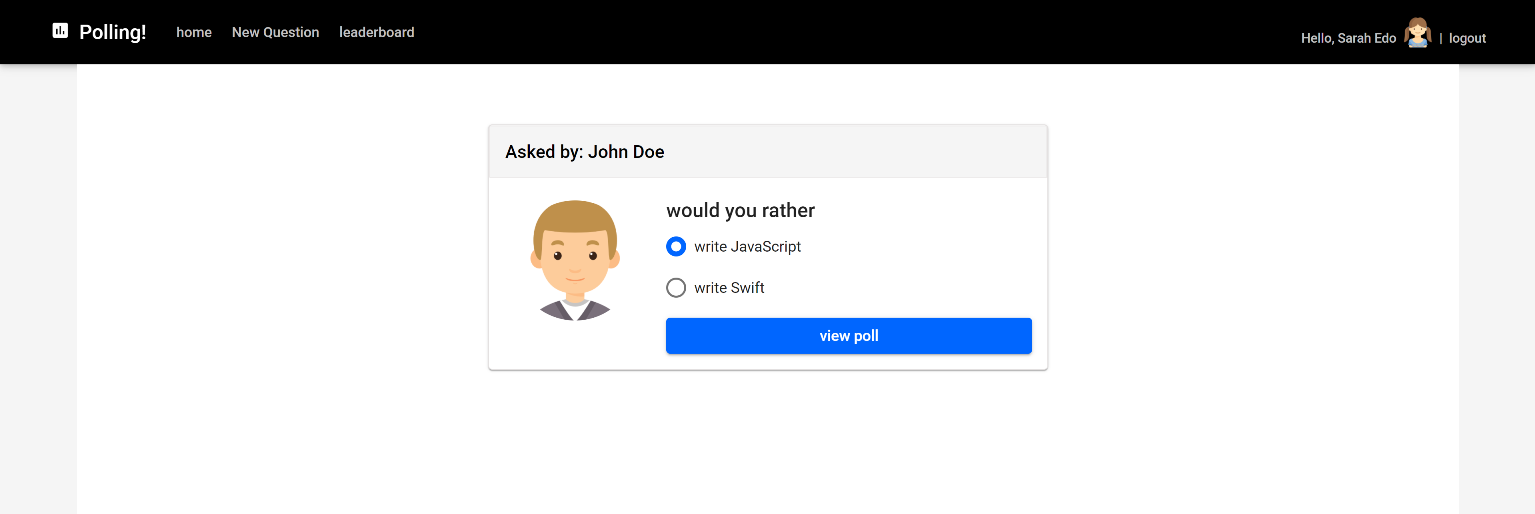 Polling! home New Question leaderboard Hello, Sarah Edo | logout
Asked by: John Doe
would you rather
write JavaScript
write Swift
view poll